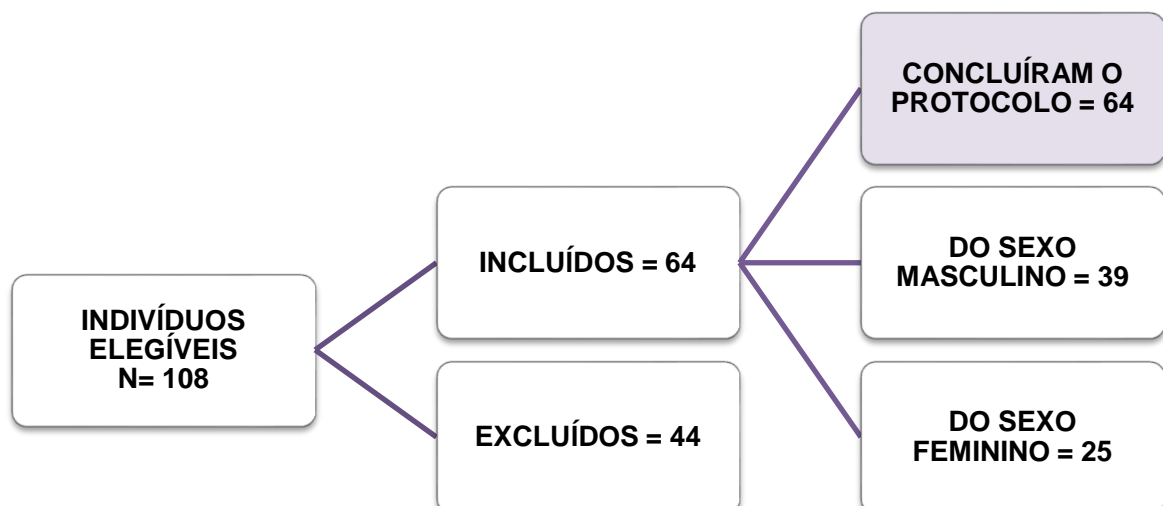 INDIVÍDUOS
ELEGÍVEIS
N= 108
INCLUÍDOS = 64
EXCLUÍDOS = 44
CONCLUÍRAM O
PROTOCOLO = 64
DO SEXO
MASCULINO = 39
DO SEXO
FEMININO = 25